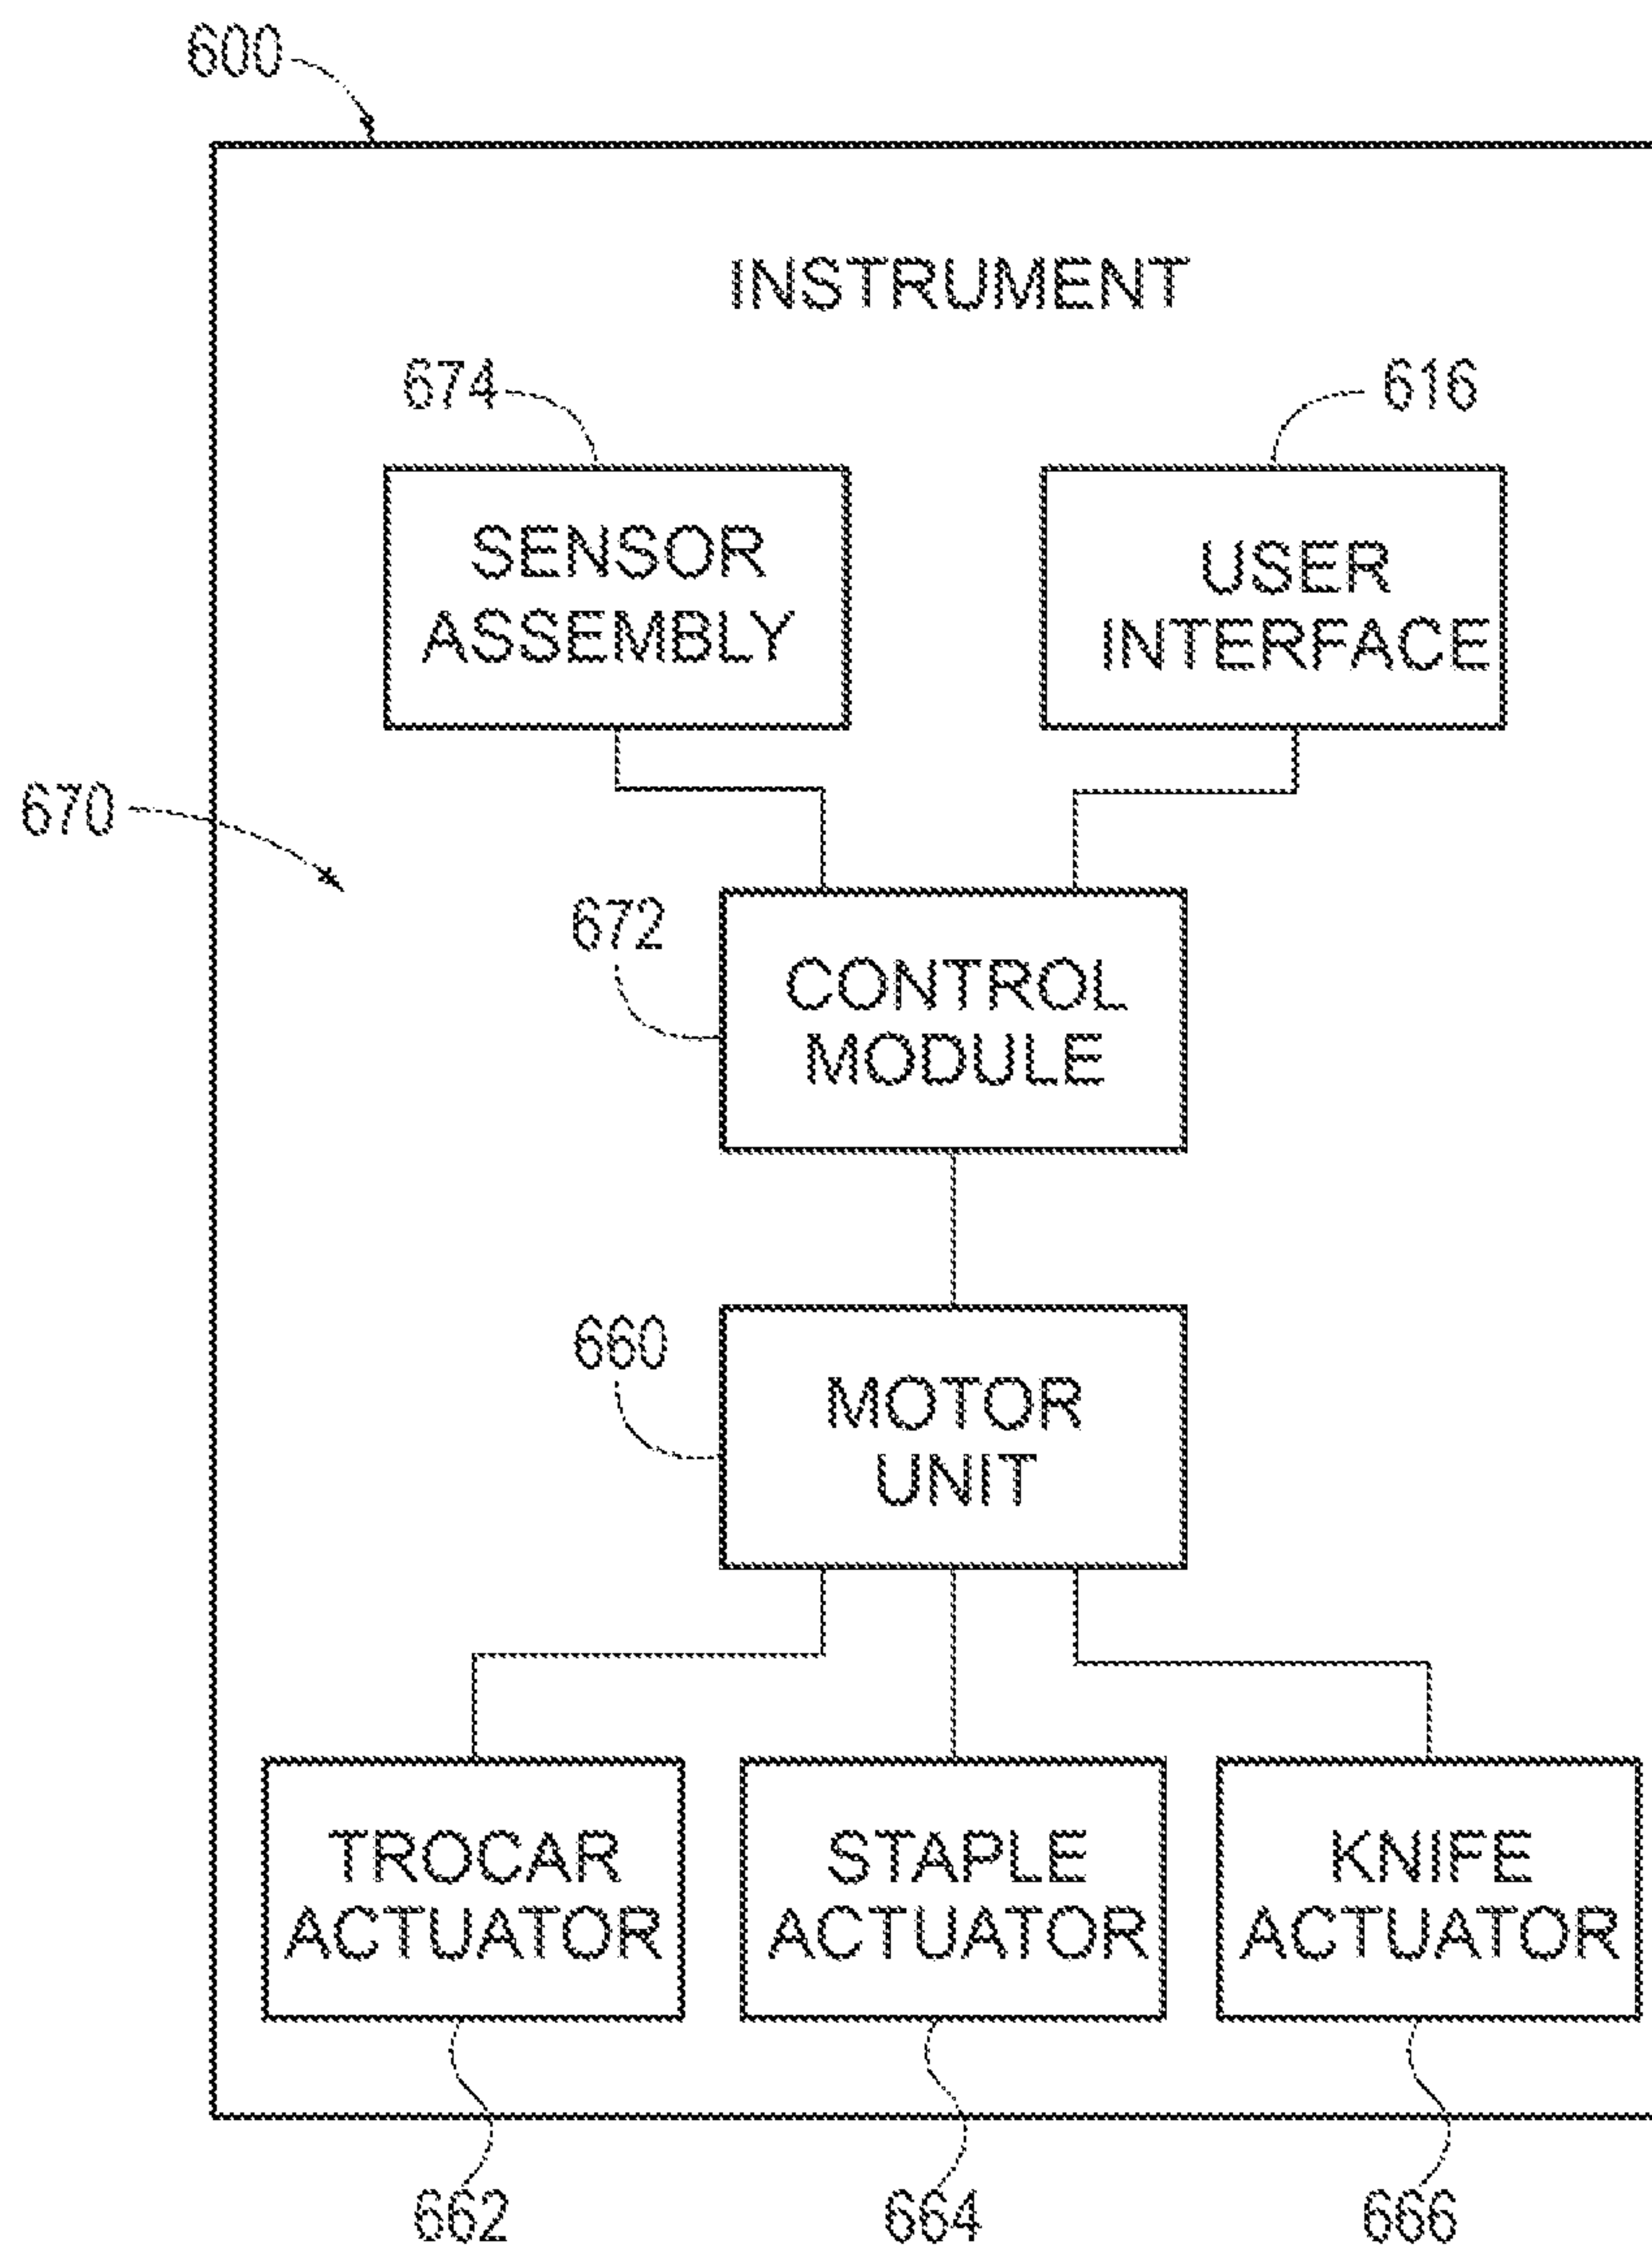 600
INSTRUMENT
674
616
SENSOR
ASSEMBLY
USER
INTERFACE
670
672
CONTROL
MODULE
660
MOTOR
UNIT
TROCAR
ACTUATOR
STAPLE
ACTUATOR
KNIFE
ACTUATOR
662
664
666